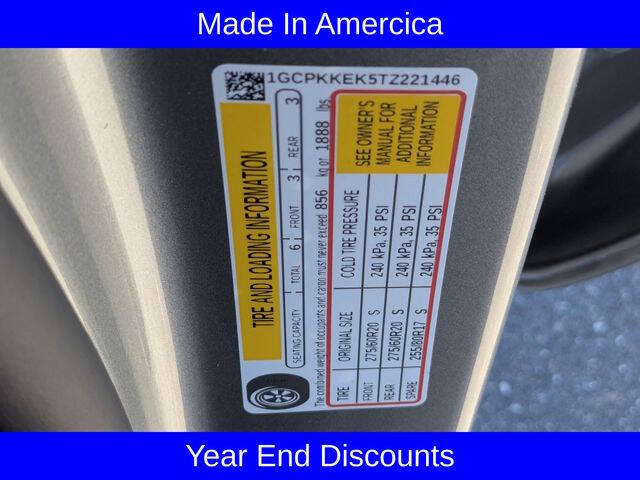 Made In Amercica
1GCPKKEK5TZ221446
TIRE AND LOADING INFORMATION
SEATING CAPACITY TOTAL 6 FRONT 3 REAR 3
The combined weight of occupants and cargo must never exceed 856 kg or 1888 lbs
TIRE ORIGINAL SIZE COLD TIRE PRESSURE
FRONT 275/60R20 S 240 kPa, 35 PSI
REAR 275/60R20 S 240 kPa, 35 PSI
SPARE 255/80R17 S 240 kPa, 35 PSI
SEE OWNER'S
MANUAL FOR
ADDITIONAL
INFORMATION
Year End Discounts